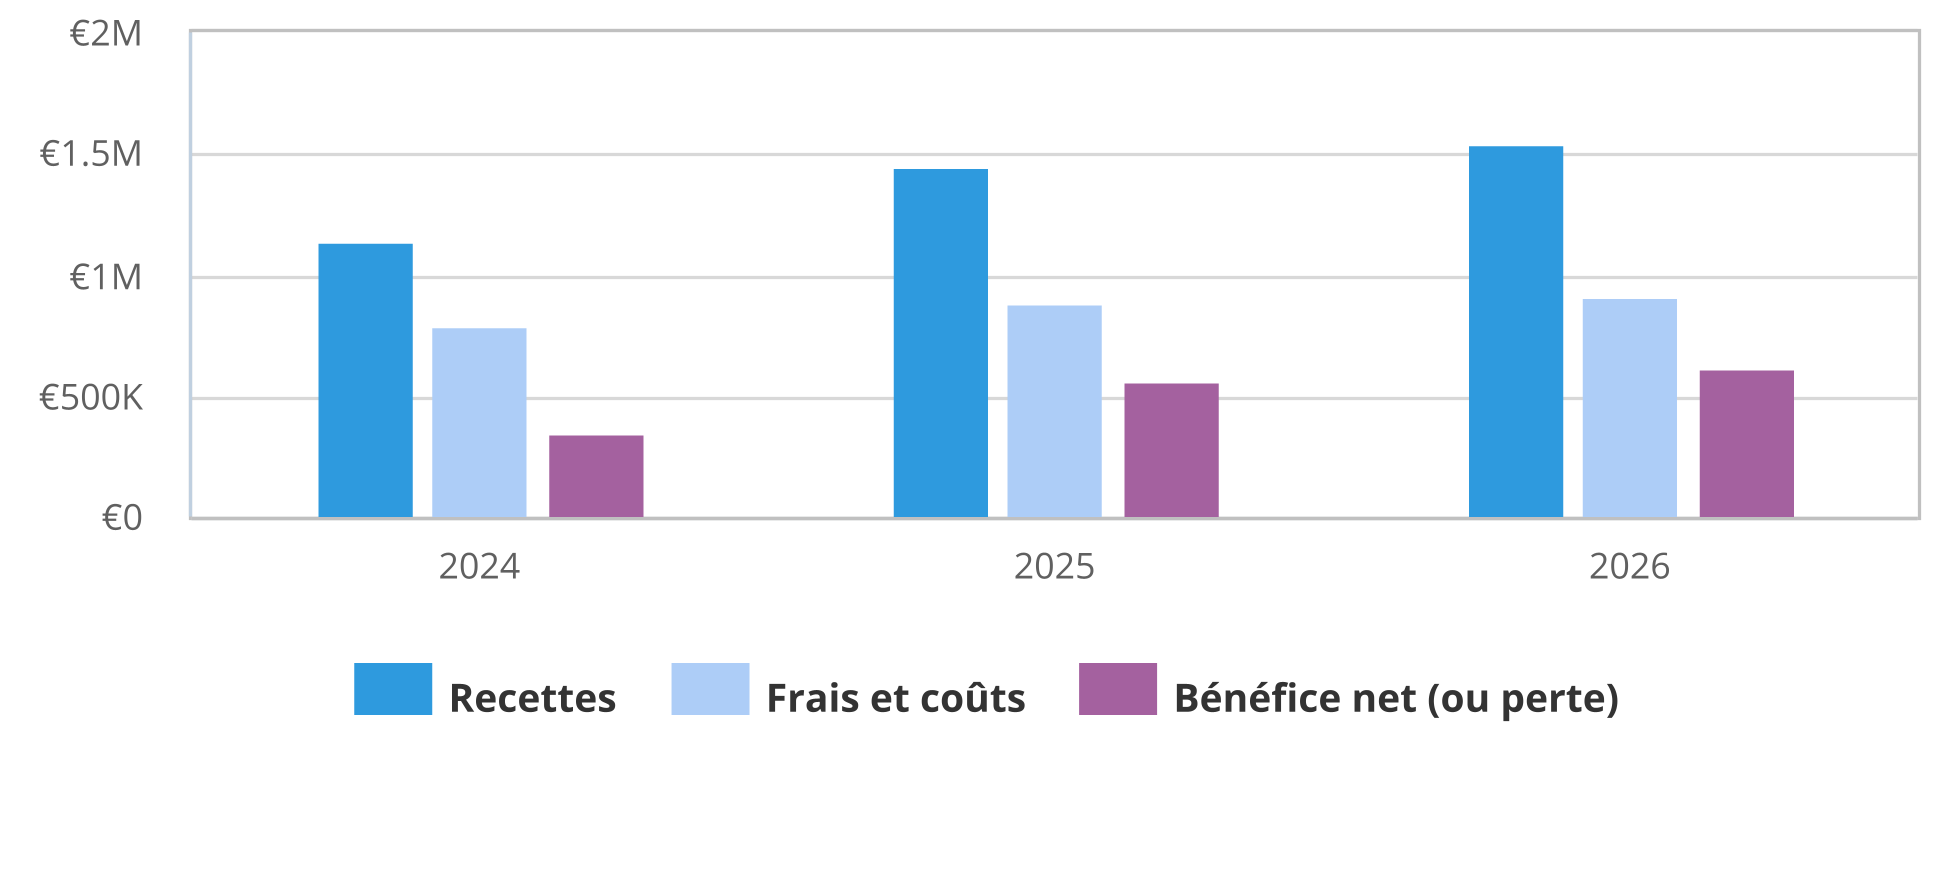 €2M
€1.5M
€1M
€500K
€0
2024 2025 2026
Recettes Frais et coûts Bénéfice net (ou perte)